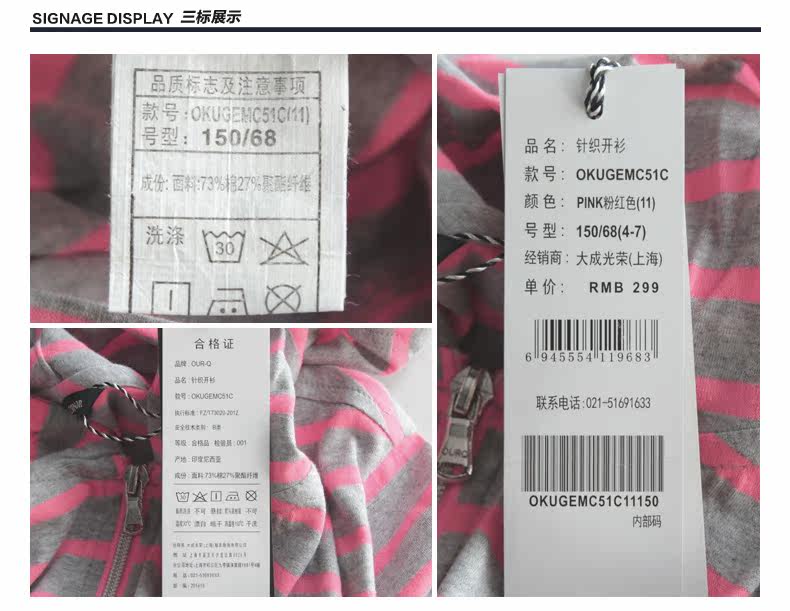 SIGNAGE DISPLAY 三标展示
品质标志及注意事项
款号:OKUGEMC51C(11)
号型: 150/68
成份: 面料:73%棉27%聚酯纤维
洗涤
30
品名: 针织开衫
款号: OKUGEMC51C
颜色: PINK粉红色(11)
号型: 150/68(4-7)
经销商: 大成光荣(上海)
单价: RMB 299
6 945554 119683
联系电话:021-51691633
OKUGEMC51C11150
内部码
OURQ
合格证
品牌: OUR-Q
品名: 针织开衫
款号: OKUGEMC51C
执行标准: FZ/T73020-2012
安全技术类别: B类
等级: 合格品 检验员: 001
产地: 印度尼西亚
成份: 面料:73%棉27%聚酯纤维